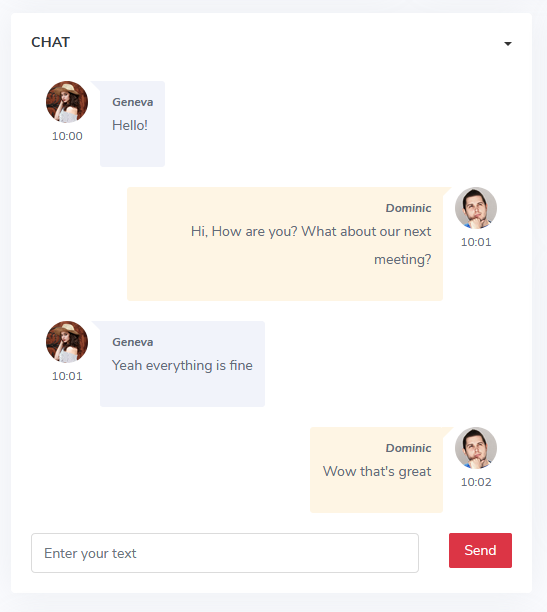 CHAT
Geneva
Hello!
10:00
Dominic
Hi, How are you? What about our next
meeting?
10:01
Geneva
Yeah everything is fine
10:01
Dominic
Wow that's great
10:02
Enter your text
Send